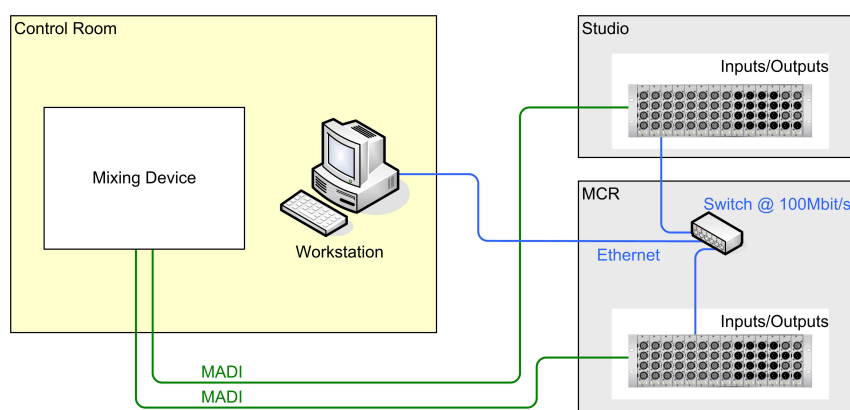 Control Room
Mixing Device
Workstation
Studio
Inputs/Outputs
MCR
Switch @ 100Mbit/s
Ethernet
Inputs/Outputs
MADI
MADI